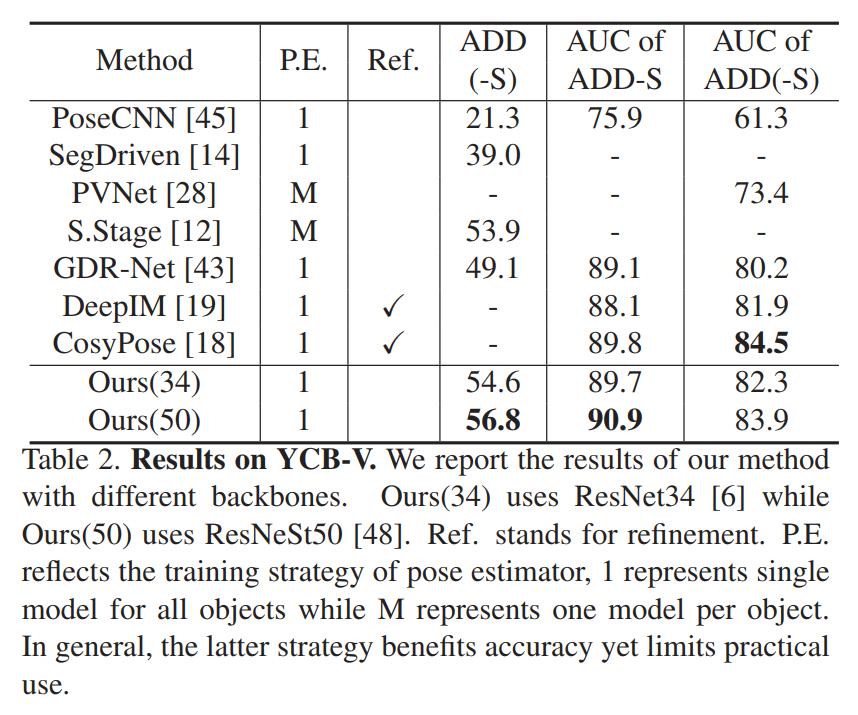 Method P.E. Ref. ADD (-S) AUC of ADD-S AUC of ADD(-S)
PoseCNN [45] 1 21.3 75.9 61.3
SegDriven [14] 1 39.0 - -
PVNet [28] M - - 73.4
S.Stage [12] M 53.9 - -
GDR-Net [43] 1 49.1 89.1 80.2
DeepIM [19] 1 ✓ - 88.1 81.9
CosyPose [18] 1 ✓ - 89.8 84.5
Ours(34) 1 54.6 89.7 82.3
Ours(50) 1 56.8 90.9 83.9
Table 2. Results on YCB-V. We report the results of our method
with different backbones. Ours(34) uses ResNet34 [6] while
Ours(50) uses ResNeSt50 [48]. Ref. stands for refinement. P.E.
reflects the training strategy of pose estimator, 1 represents single
model for all objects while M represents one model per object.
In general, the latter strategy benefits accuracy yet limits practical
use.